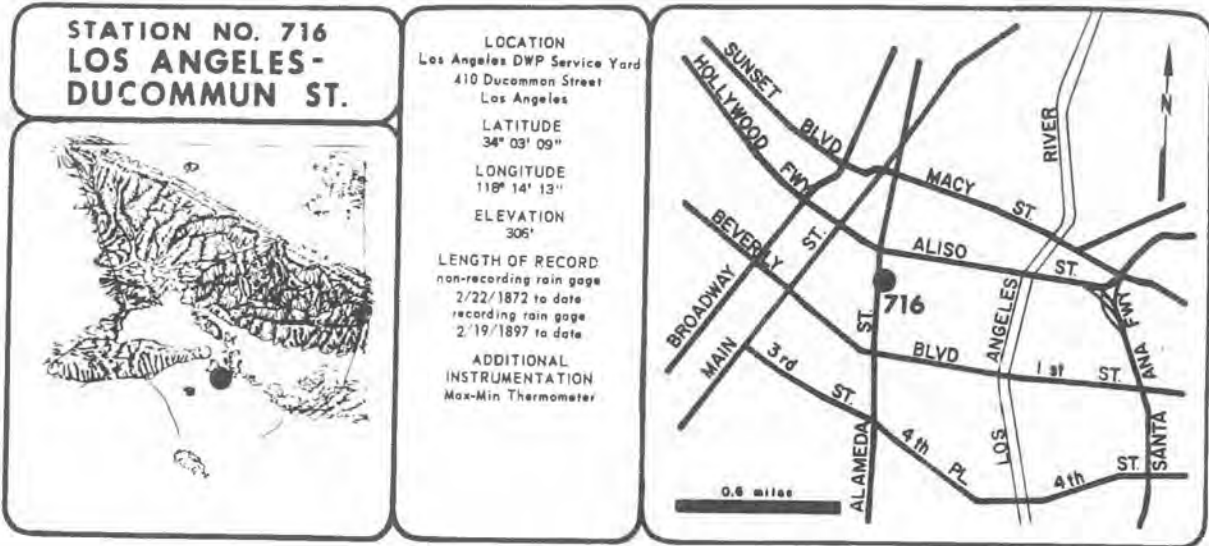 STATION NO. 716
LOS ANGELES-
DUCOMMUN ST.
LOCATION
Los Angeles DWP Service Yard
410 Ducommun Street
Los Angeles
LATITUDE
34° 03' 09"
LONGITUDE
118° 14' 13"
ELEVATION
306'
LENGTH OF RECORD
non-recording rain gage
2/22/1872 to date
recording rain gage
2/19/1897 to date
ADDITIONAL
INSTRUMENTATION
Max-Min Thermometer
SUNSET BLVD
HOLLYWOOD FWY
MACY ST.
RIVER
N
BEVERLY BLVD
ALISO ST.
BROADWAY
MAIN ST.
716
ANGELES
LOS
1st ST.
SANTA ANA FWY
3rd ST.
4th PL
4th ST.
ALAMEDA ST.
0.6 miles